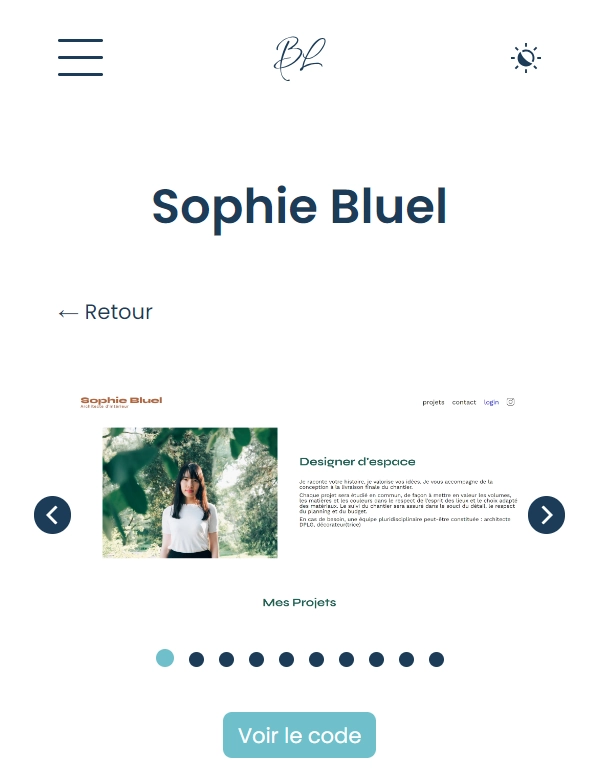 BL
Sophie Bluel
← Retour
Sophie Bluel
Architecte d'intérieur
projets contact login
Designer d'espace
Je raconte votre histoire, je valorise vos idées. Je vous accompagne de la
conception à la livraison finale du chantier.
Chaque projet sera étudié en commun, de façon à mettre en valeur les volumes,
les matières et les couleurs dans le respect de l'esprit des lieux et le choix adapté
des matériaux. Le suivi du chantier sera assuré dans le souci du détail, le respect
du planning et du budget.
En cas de besoin, une équipe pluridisciplinaire peut-être constituée : architecte
DPLG, décorateur(trice)
Mes Projets
Voir le code